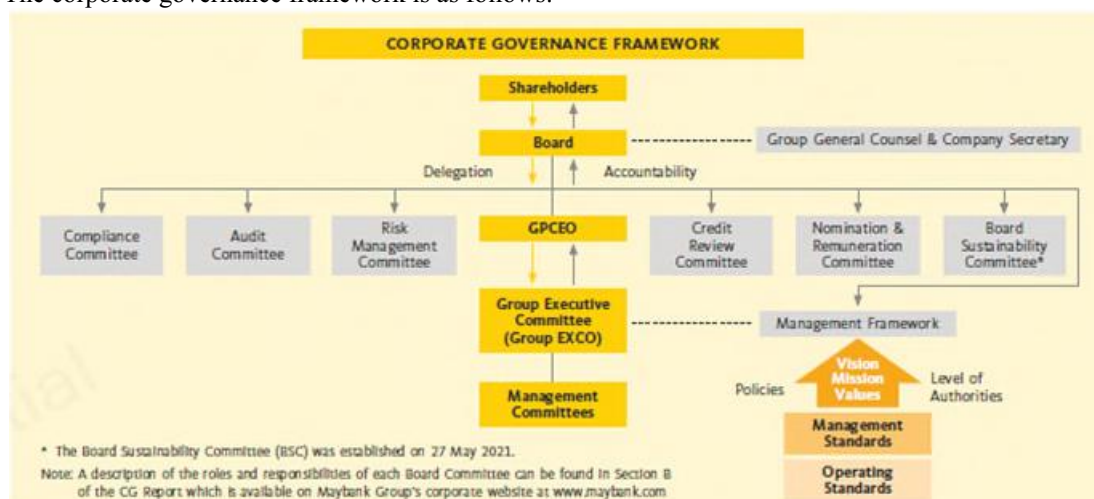 The corporate governance framework is as follows.
CORPORATE GOVERNANCE FRAMEWORK
Shareholders
Board
Group General Counsel & Company Secretary
Delegation
Accountability
Compliance
Committee
Audit
Committee
Risk
Management
Committee
GPCEO
Credit
Review
Committee
Nomination &
Remuneration
Committee
Board
Sustainability
Committee*
Group Executive
Committee
(Group EXCO)
Management Framework
Management
Committees
Policies
Vision
Mission
Values
Level of
Authorities
Management
Standards
Operating
Standards
* The Board Sustainability Committee (BSC) was established on 27 May 2021.
Note: A description of the roles and responsibilities of each Board Committee can be found in Section B
of the CG Report which is available on Maybank Group's corporate website at www.maybank.com